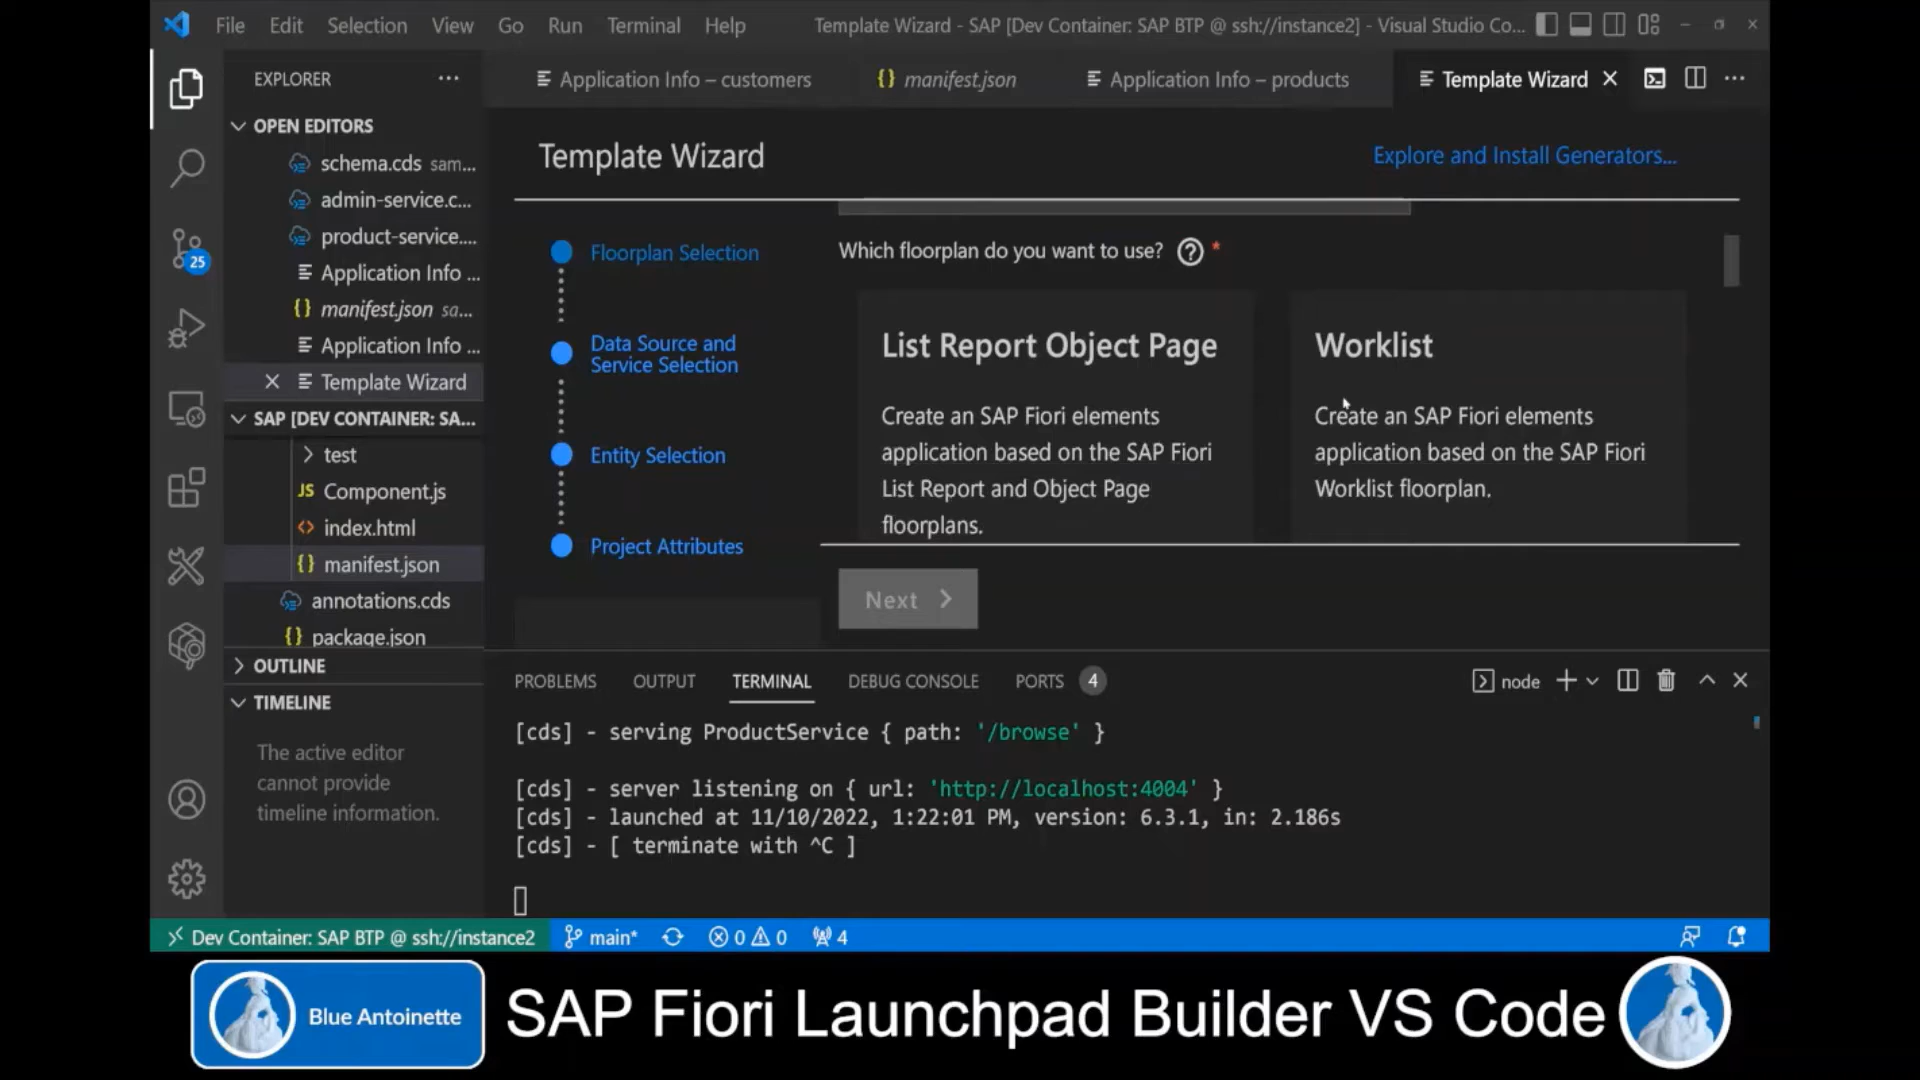 File Edit Selection View Go Run Terminal Help
Template Wizard - SAP [Dev Container: SAP BTP @ ssh://instance2] - Visual Studio Co...
EXPLORER
Application Info – customers
{} manifest.json
Application Info – products
Template Wizard
OPEN EDITORS
schema.cds sam...
admin-service.c...
product-service....
Application Info ...
{} manifest.json sa...
Application Info ...
Template Wizard
SAP [DEV CONTAINER: SA...
test
JS Component.js
<> index.html
{} manifest.json
annotations.cds
{} package.json
OUTLINE
TIMELINE
The active editor
cannot provide
timeline information.
25
Template Wizard
Explore and Install Generators...
Floorplan Selection
Data Source and
Service Selection
Entity Selection
Project Attributes
Which floorplan do you want to use? ? *
List Report Object Page
Create an SAP Fiori elements
application based on the SAP Fiori
List Report and Object Page
floorplans.
Worklist
Create an SAP Fiori elements
application based on the SAP Fiori
Worklist floorplan.
Next >
PROBLEMS OUTPUT TERMINAL DEBUG CONSOLE PORTS 4
node
[cds] - serving ProductService { path: '/browse' }
[cds] - server listening on { url: 'http://localhost:4004' }
[cds] - launched at 11/10/2022, 1:22:01 PM, version: 6.3.1, in: 2.186s
[cds] - [ terminate with ^C ]
Dev Container: SAP BTP @ ssh://instance2
main*
0
0
4
Blue Antoinette
SAP Fiori Launchpad Builder VS Code